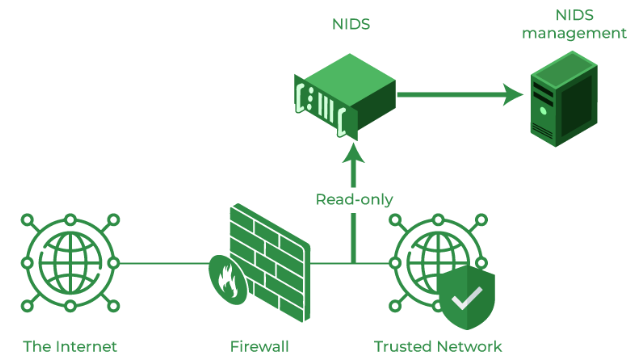 NIDS
NIDS
management
Read-only
The Internet
Firewall
Trusted Network